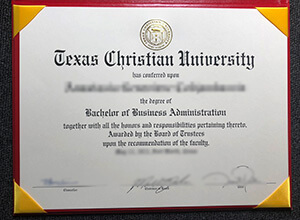 Texas Christian University
has conferred upon
the degree of
Bachelor of Business Administration
together with all the honors and responsibilities pertaining thereto.
Awarded by the Board of Trustees
upon the recommendation of the faculty.